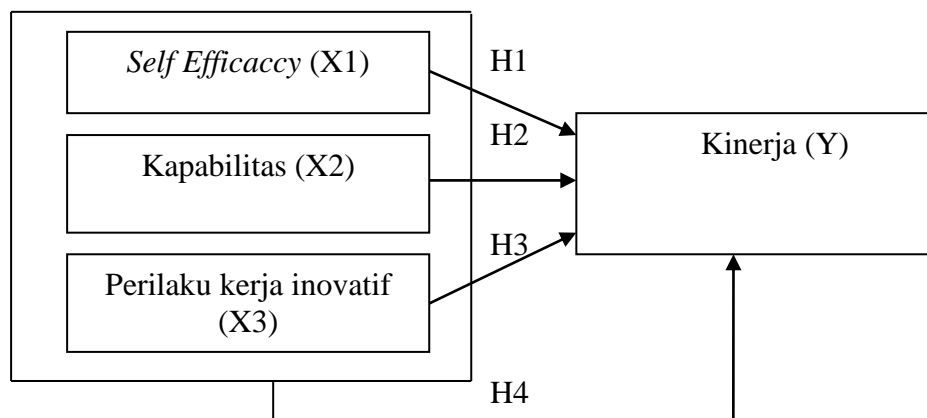 Self Efficaccy (X1)
H1
H2
Kinerja (Y)
Kapabilitas (X2)
H3
Perilaku kerja inovatif
(X3)
H4